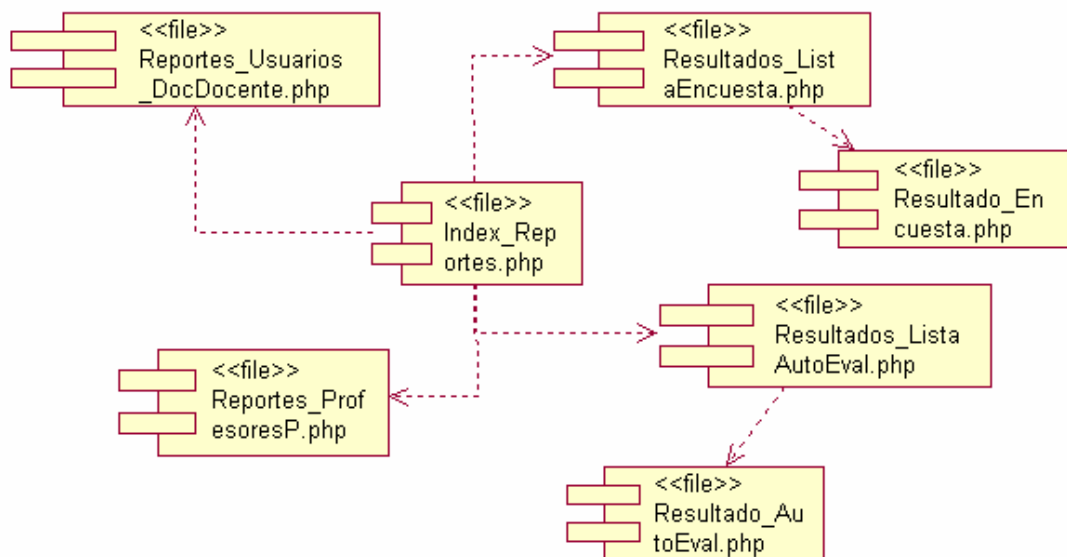 <<file>>
Reportes_Usuarios
_DocDocente.php
<<file>>
Resultados_List
aEncuesta.php
<<file>>
Resultado_En
cuesta.php
<<file>>
Index_Rep
ortes.php
<<file>>
Resultados_Lista
AutoEval.php
<<file>>
Reportes_Prof
esoresP.php
<<file>>
Resultado_Au
toEval.php